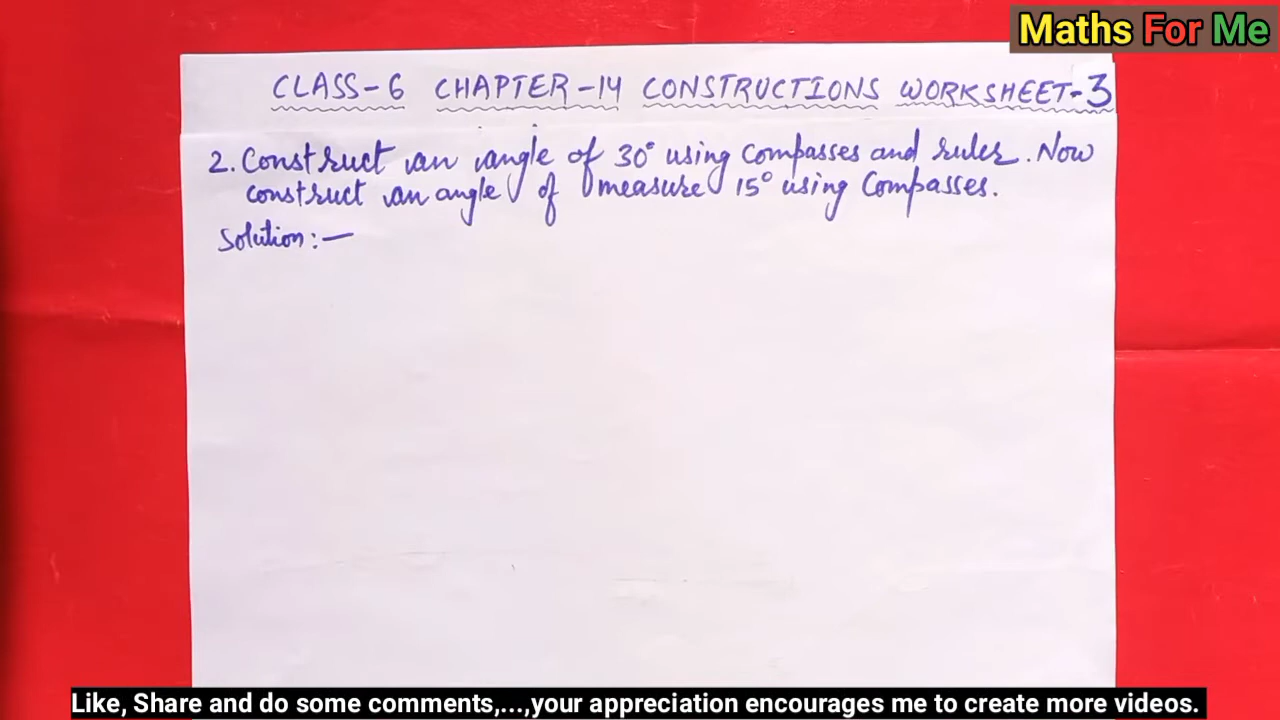 Maths For Me
CLASS-6 CHAPTER-14 CONSTRUCTIONS WORKSHEET-3
2. Construct an angle of 30° using Compasses and ruler. Now
construct an angle of measure 15° using Compasses.
Solution:—
Like, Share and do some comments,...,your appreciation encourages me to create more videos.